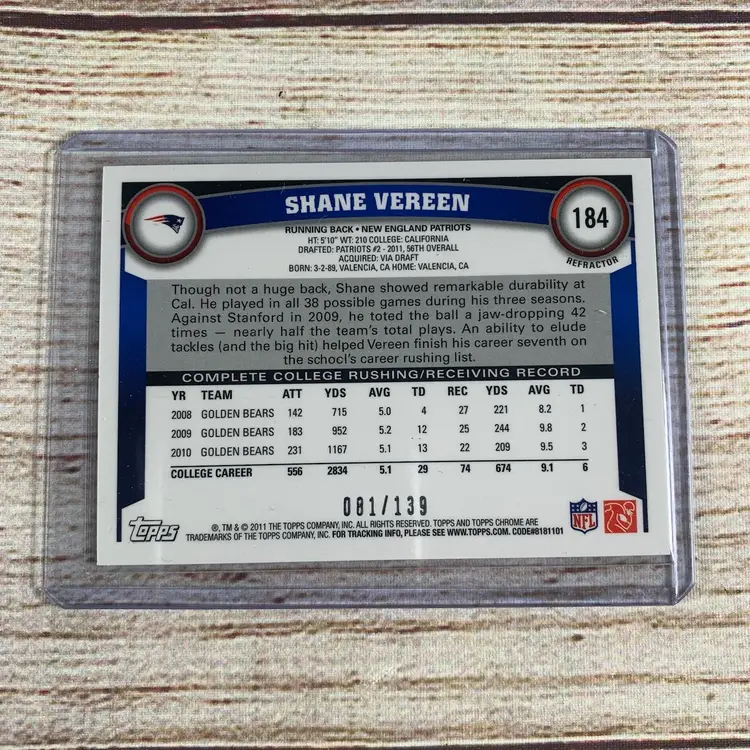 SHANE VEREEN
184
REFRACTOR
RUNNING BACK • NEW ENGLAND PATRIOTS
HT: 5'10" WT: 210 COLLEGE: CALIFORNIA
DRAFTED: PATRIOTS #2 - 2011, 56TH OVERALL
ACQUIRED: VIA DRAFT
BORN: 3-2-89, VALENCIA, CA HOME: VALENCIA, CA
Though not a huge back, Shane showed remarkable durability at
Cal. He played in all 38 possible games during his three seasons.
Against Stanford in 2009, he toted the ball a jaw-dropping 42
times — nearly half the team's total plays. An ability to elude
tackles (and the big hit) helped Vereen finish his career seventh on
the school's career rushing list.
COMPLETE COLLEGE RUSHING/RECEIVING RECORD
YR TEAM ATT YDS AVG TD REC YDS AVG TD
2008 GOLDEN BEARS 142 715 5.0 4 27 221 8.2 1
2009 GOLDEN BEARS 183 952 5.2 12 25 244 9.8 2
2010 GOLDEN BEARS 231 1167 5.1 13 22 209 9.5 3
COLLEGE CAREER 556 2834 5.1 29 74 674 9.1 6
081/139
Topps
®, TM & © 2011 THE TOPPS COMPANY, INC. ALL RIGHTS RESERVED. TOPPS AND TOPPS CHROME ARE
TRADEMARKS OF THE TOPPS COMPANY, INC. FOR TRACKING INFO, PLEASE SEE WWW.TOPPS.COM. CODE#8181101
NFL